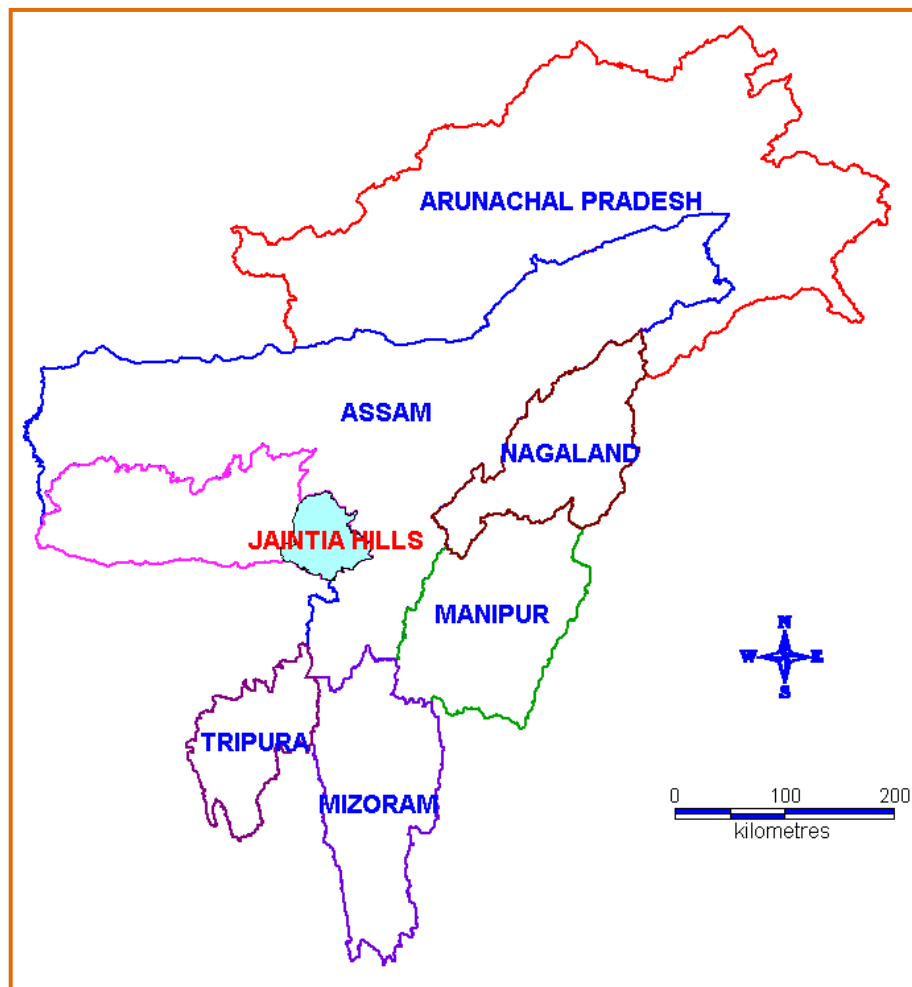 ARUNACHAL PRADESH
ASSAM
NAGALAND
JAINTIA HILLS
MANIPUR
N
W E
S
TRIPURA
MIZORAM
0 100 200
kilometres